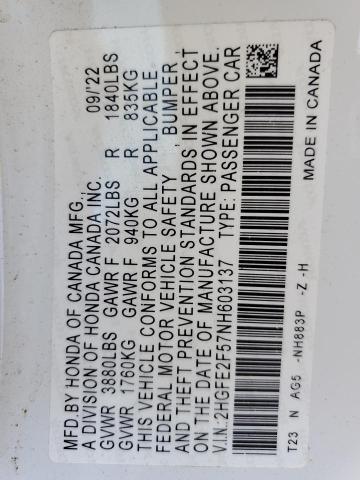 MFD.BY HONDA OF CANADA MFG.,
A DIVISION OF HONDA CANADA INC. 09/'22
GVWR 3880LBS GAWR F 2072LBS R 1840LBS
GVWR 1760KG GAWR F 940KG R 835KG
THIS VEHICLE CONFORMS TO ALL APPLICABLE
FEDERAL MOTOR VEHICLE SAFETY , BUMPER ,
AND THEFT PREVENTION STANDARDS IN EFFECT
ON THE DATE OF MANUFACTURE SHOWN ABOVE.
V.I.N.:2HGFE2F57NH603137 TYPE: PASSENGER CAR
T23 N AG5 -NH883P -Z -H MADE IN CANADA